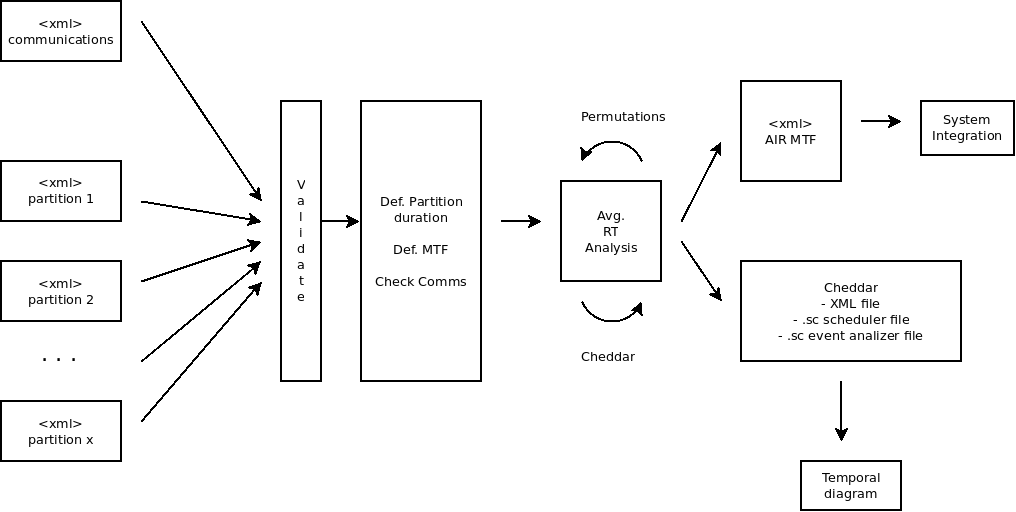 <xml>
communications
<xml>
partition 1
<xml>
partition 2
. . .
<xml>
partition x
V
a
l
i
d
a
t
e
Def. Partition
duration
Def. MTF
Check Comms
Permutations
Avg.
RT
Analysis
Cheddar
<xml>
AIR MTF
System
Integration
Cheddar
- XML file
- .sc scheduler file
- .sc event analizer file
Temporal
diagram